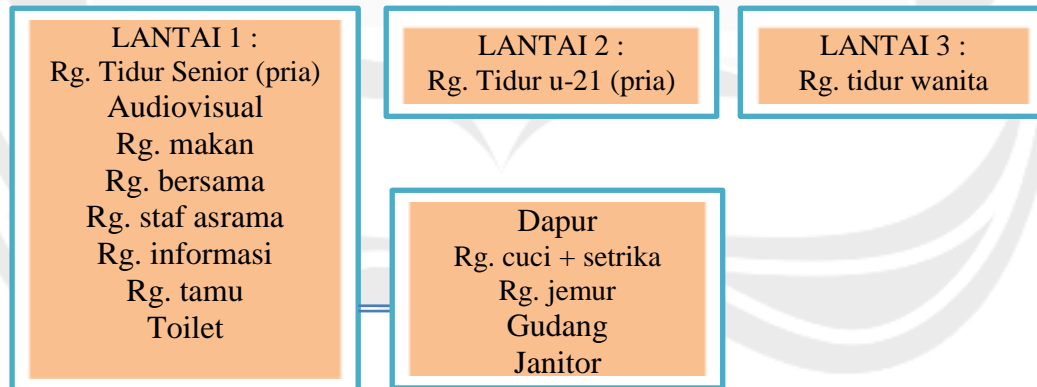 LANTAI 1 :
Rg. Tidur Senior (pria)
Audiovisual
Rg. makan
Rg. bersama
Rg. staf asrama
Rg. informasi
Rg. tamu
Toilet
LANTAI 2 :
Rg. Tidur u-21 (pria)
LANTAI 3 :
Rg. tidur wanita
Dapur
Rg. cuci + setrika
Rg. jemur
Gudang
Janitor